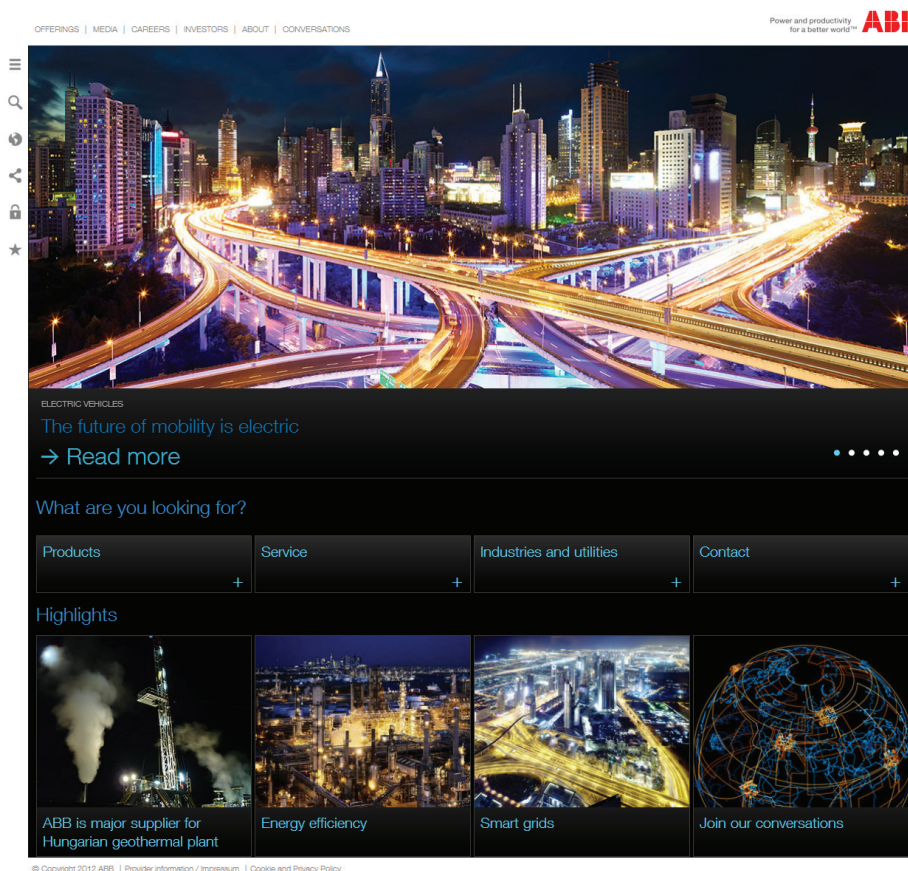 OFFERINGS | MEDIA | CAREERS | INVESTORS | ABOUT | CONVERSATIONS
Power and productivity
for a better world™
ABB
ELECTRIC VEHICLES
The future of mobility is electric
→ Read more
What are you looking for?
Products
Service
Industries and utilities
Contact
Highlights
ABB is major supplier for
Hungarian geothermal plant
Energy efficiency
Smart grids
Join our conversations
© Copyright 2012 ABB | Provider information / Impressum | Cookie and Privacy Policy